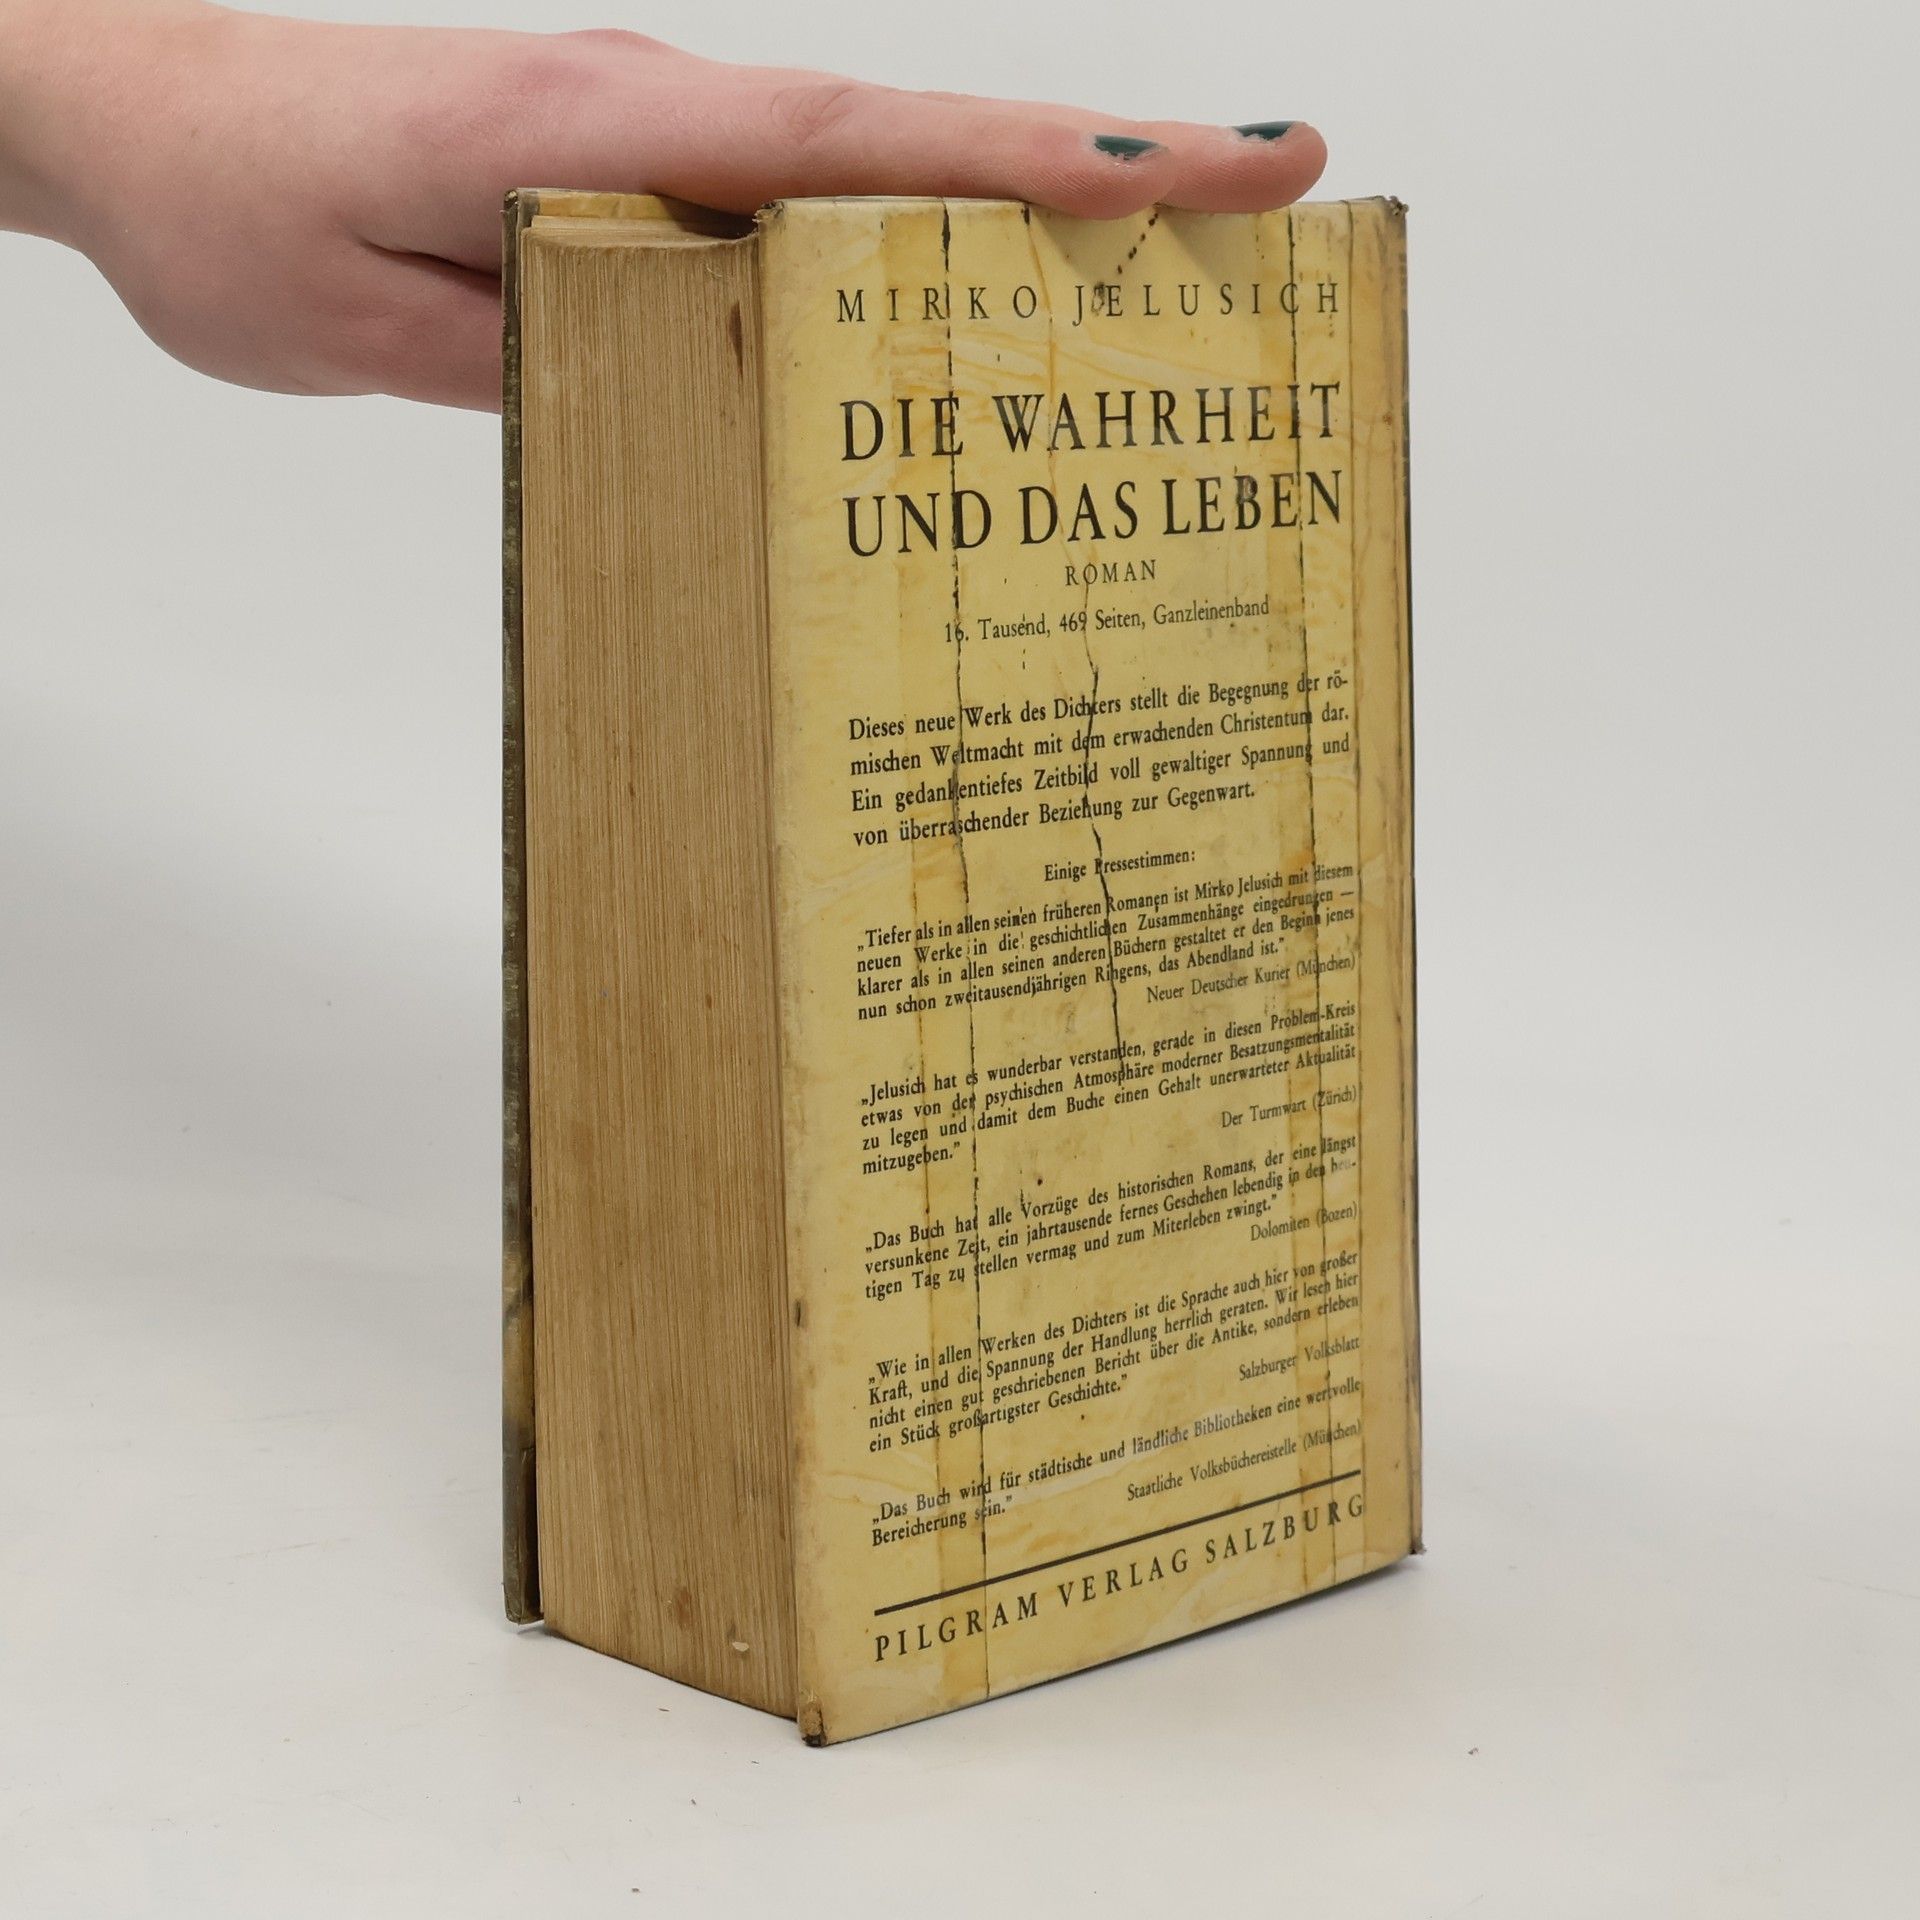 MIRKO JELUSICH
DIE WAHRHEIT
UND DAS LEBEN
ROMAN
16. Tausend, 469 Seiten, Ganzleinenband
Dieses neue Werk des Dichters stellt die Begegnung der rö-
mischen Weltmacht mit dem erwachenden Christentum dar.
Ein gedankentiefes Zeitbild voll gewaltiger Spannung und
von überraschender Beziehung zur Gegenwart.
Einige Pressestimmen:
„Tiefer als in allen seinen früheren Romanen ist Mirko Jelusich mit diesem
neuen Werke in die geschichtlichen Zusammenhänge eingedrungen —
klarer als in allen seinen anderen Büchern gestaltet er den Beginn jenes
nun schon zweitausendjährigen Ringens, das Abendland ist.”
Neuer Deutscher Kurier (München)
„Jelusich hat es wunderbar verstanden, gerade in diesen Problem-Kreis
etwas von der psychischen Atmosphäre moderner Besatzungsmentalität
zu legen und damit dem Buche einen Gehalt unerwarteter Aktualität
mitzugeben.”
Der Turmwart (Zürich)
„Das Buch hat alle Vorzüge des historischen Romans, der eine längst
versunkene Zeit, ein jahrtausende fernes Geschehen lebendig in den heu-
tigen Tag zu stellen vermag und zum Miterleben zwingt.”
Dolomiten (Bozen)
„Wie in allen Werken des Dichters ist die Sprache auch hier von großer
Kraft, und die Spannung der Handlung herrlich geraten. Wir lesen hier
nicht einen gut geschriebenen Bericht über die Antike, sondern erleben
ein Stück großartigster Geschichte.”
Salzburger Volksblatt
„Das Buch wird für städtische und ländliche Bibliotheken eine wertvolle
Bereicherung sein.”
Staatliche Volksbüchereistelle (München)
PILGRAM VERLAG SALZBURG